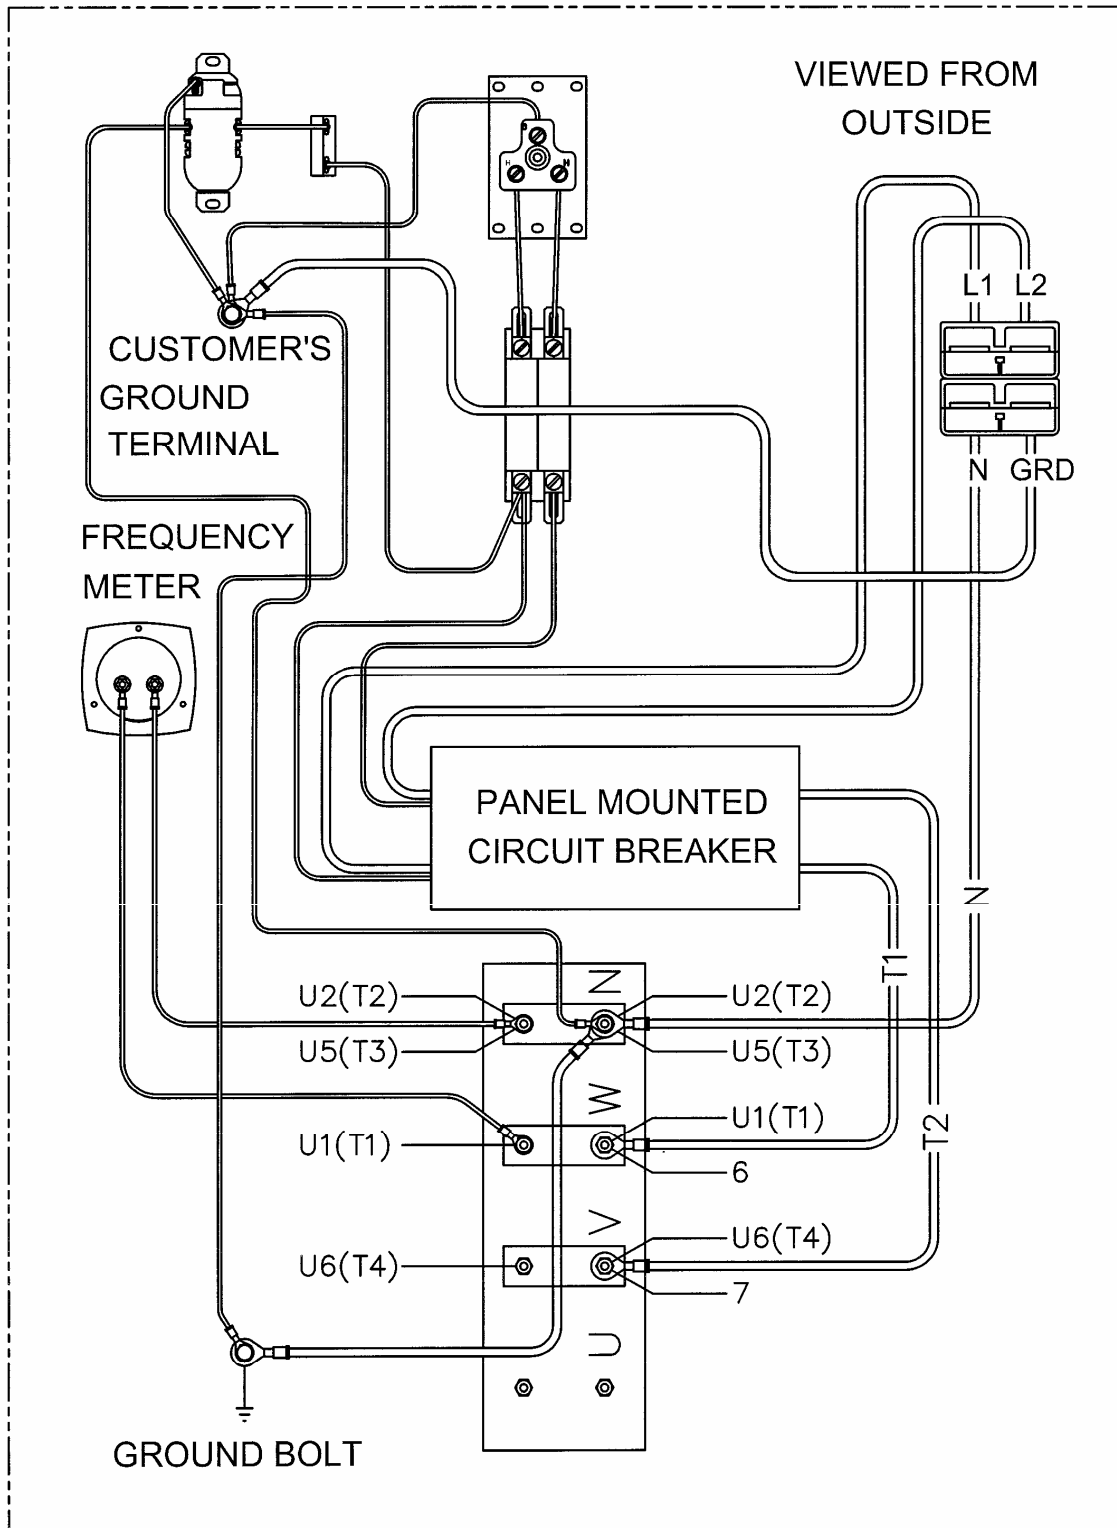 VIEWED FROM
OUTSIDE
H H
L1 L2
CUSTOMER'S
GROUND
TERMINAL
N GRD
FREQUENCY
METER
PANEL MOUNTED
CIRCUIT BREAKER
N
T1
N
U2(T2) U2(T2)
U5(T3) U5(T3)
W
U1(T1) U1(T1)
T2
6
V
U6(T4) U6(T4)
7
U
GROUND BOLT